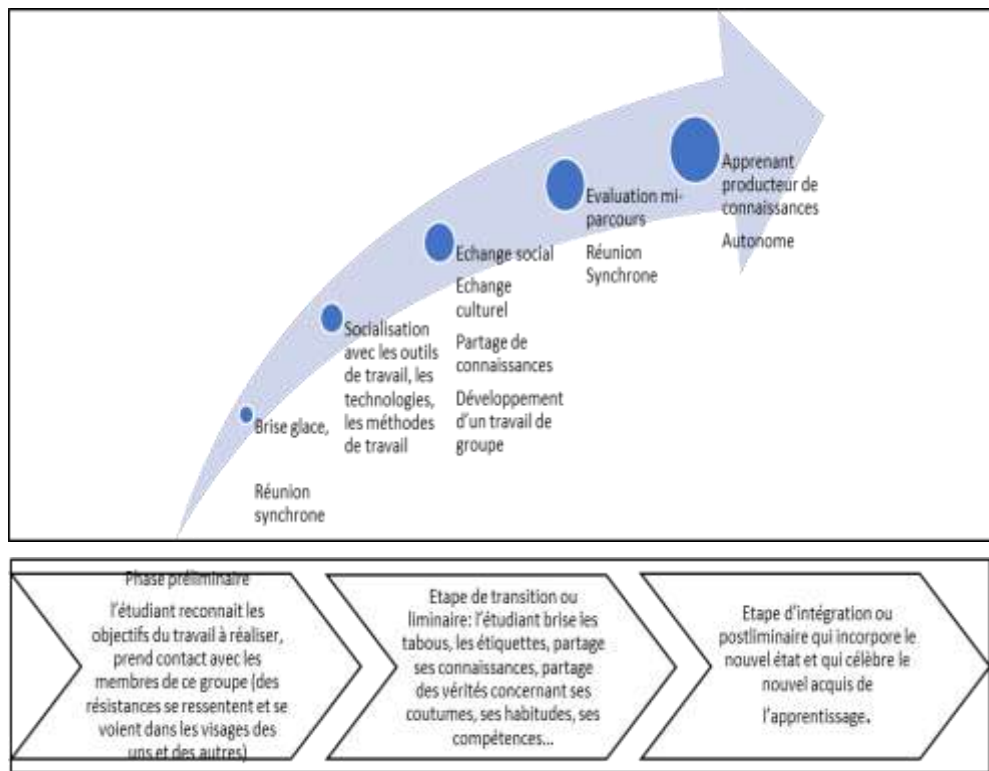 Brise glace,
Réunion
synchrone
Socialisation
avec les outils
de travail, les
technologies,
les méthodes
de travail
Echange social
Echange
culturel
Partage de
connaissances
Développement
d'un travail de
groupe
Evaluation mi-
parcours
Réunion
Synchrone
Apprenant
producteur de
connaissances
Autonome
Phase préliminaire
l'étudiant reconnait les
objectifs du travail à réaliser,
prend contact avec les
membres de ce groupe (des
résistances se ressentent et se
voient dans les visages des
uns et des autres)
Etape de transition ou
liminaire: l'étudiant brise les
tabous, les étiquettes, partage
ses connaissances, partage
des vérités concernant ses
coutumes, ses habitudes, ses
compétences...
Etape d'intégration ou
postliminaire qui incorpore le
nouvel état et qui célèbre le
nouvel acquis de
l'apprentissage.